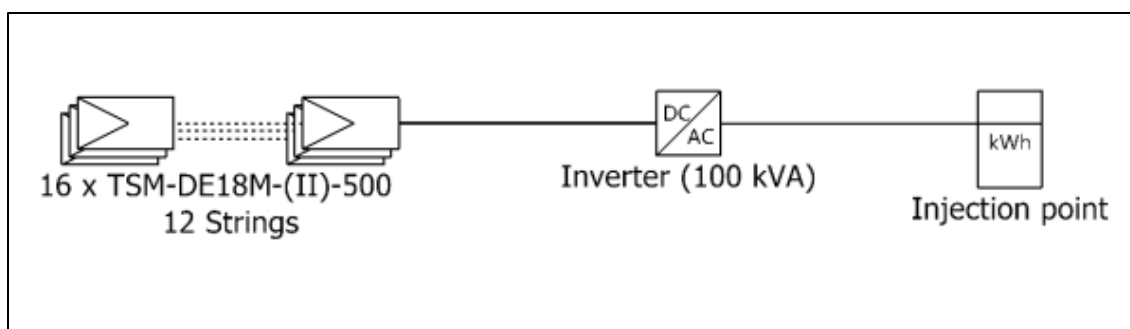 16 x TSM-DE18M-(II)-500
12 Strings
DC
AC
Inverter (100 kVA)
kWh
Injection point